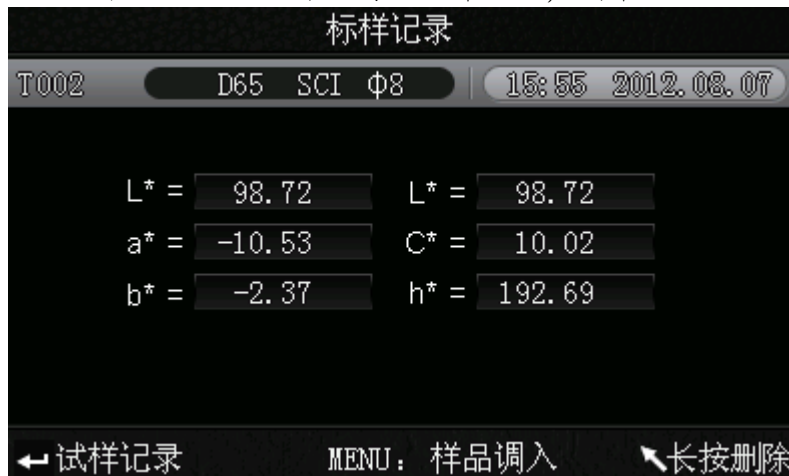 标样记录
T002 D65 SCI Φ8 15:55 2012.08.07
L* = 98.72 L* = 98.72
a* = -10.53 C* = 10.02
b* = -2.37 h* = 192.69
试样记录 MENU: 样品调入 长按删除